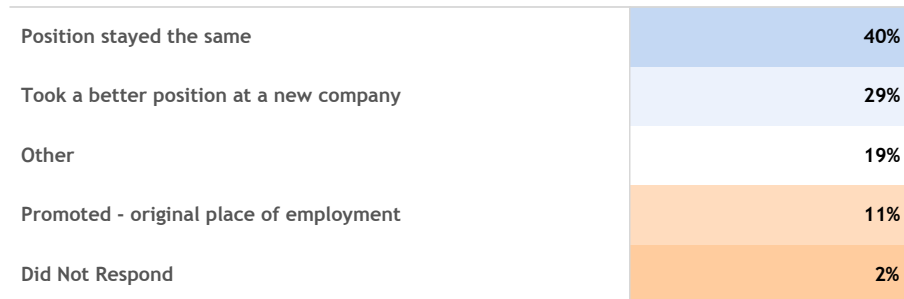 Position stayed the same 40%
Took a better position at a new company 29%
Other 19%
Promoted - original place of employment 11%
Did Not Respond 2%